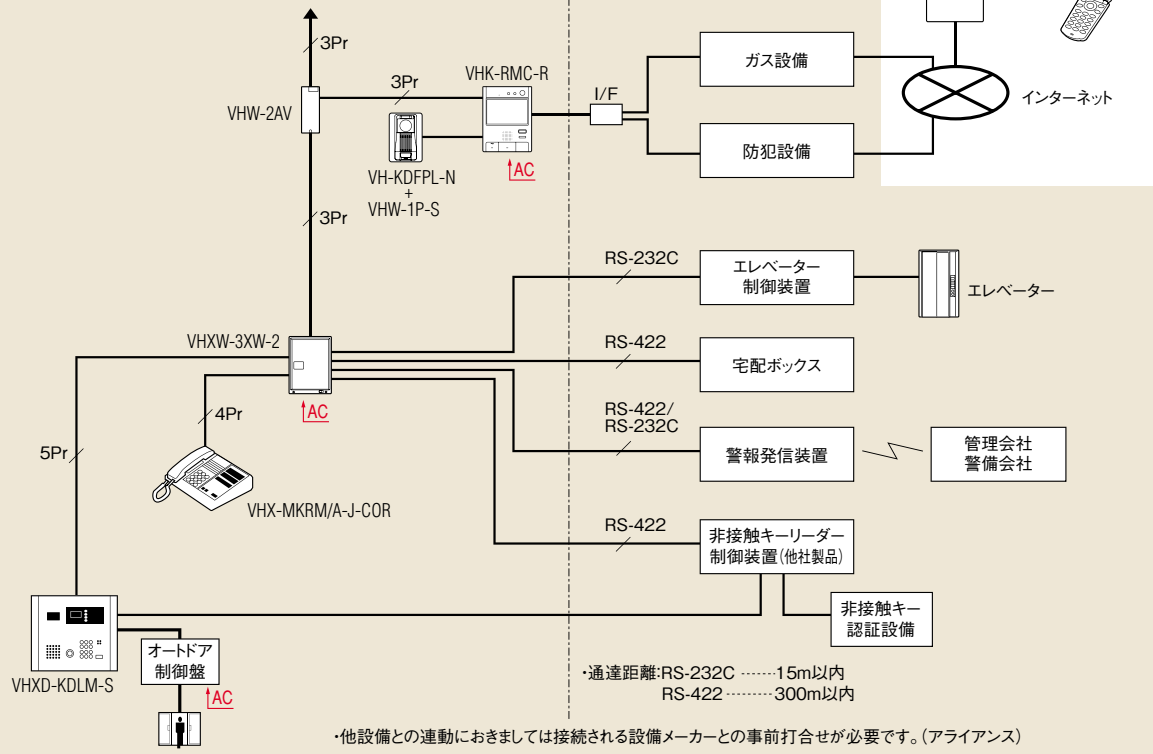 3Pr
VHW-2AV
3Pr
VHK-RMC-R
I/F
ガス設備
防犯設備
インターネット
AC
VH-KDFPL-N
+
VHW-1P-S
3Pr
RS-232C
エレベーター
制御装置
エレベーター
VHXW-3XW-2
RS-422
宅配ボックス
AC
4Pr
RS-422/
RS-232C
警報発信装置
管理会社
警備会社
5Pr
VHX-MKRM/A-J-COR
RS-422
非接触キーリーダー
制御装置(他社製品)
非接触キー
認証設備
VHXD-KDLM-S
オートドア
制御盤
AC
・通達距離:RS-232C ……15m以内
RS-422 ………300m以内
・他設備との連動におきましては接続される設備メーカーとの事前打合せが必要です。(アライアンス)